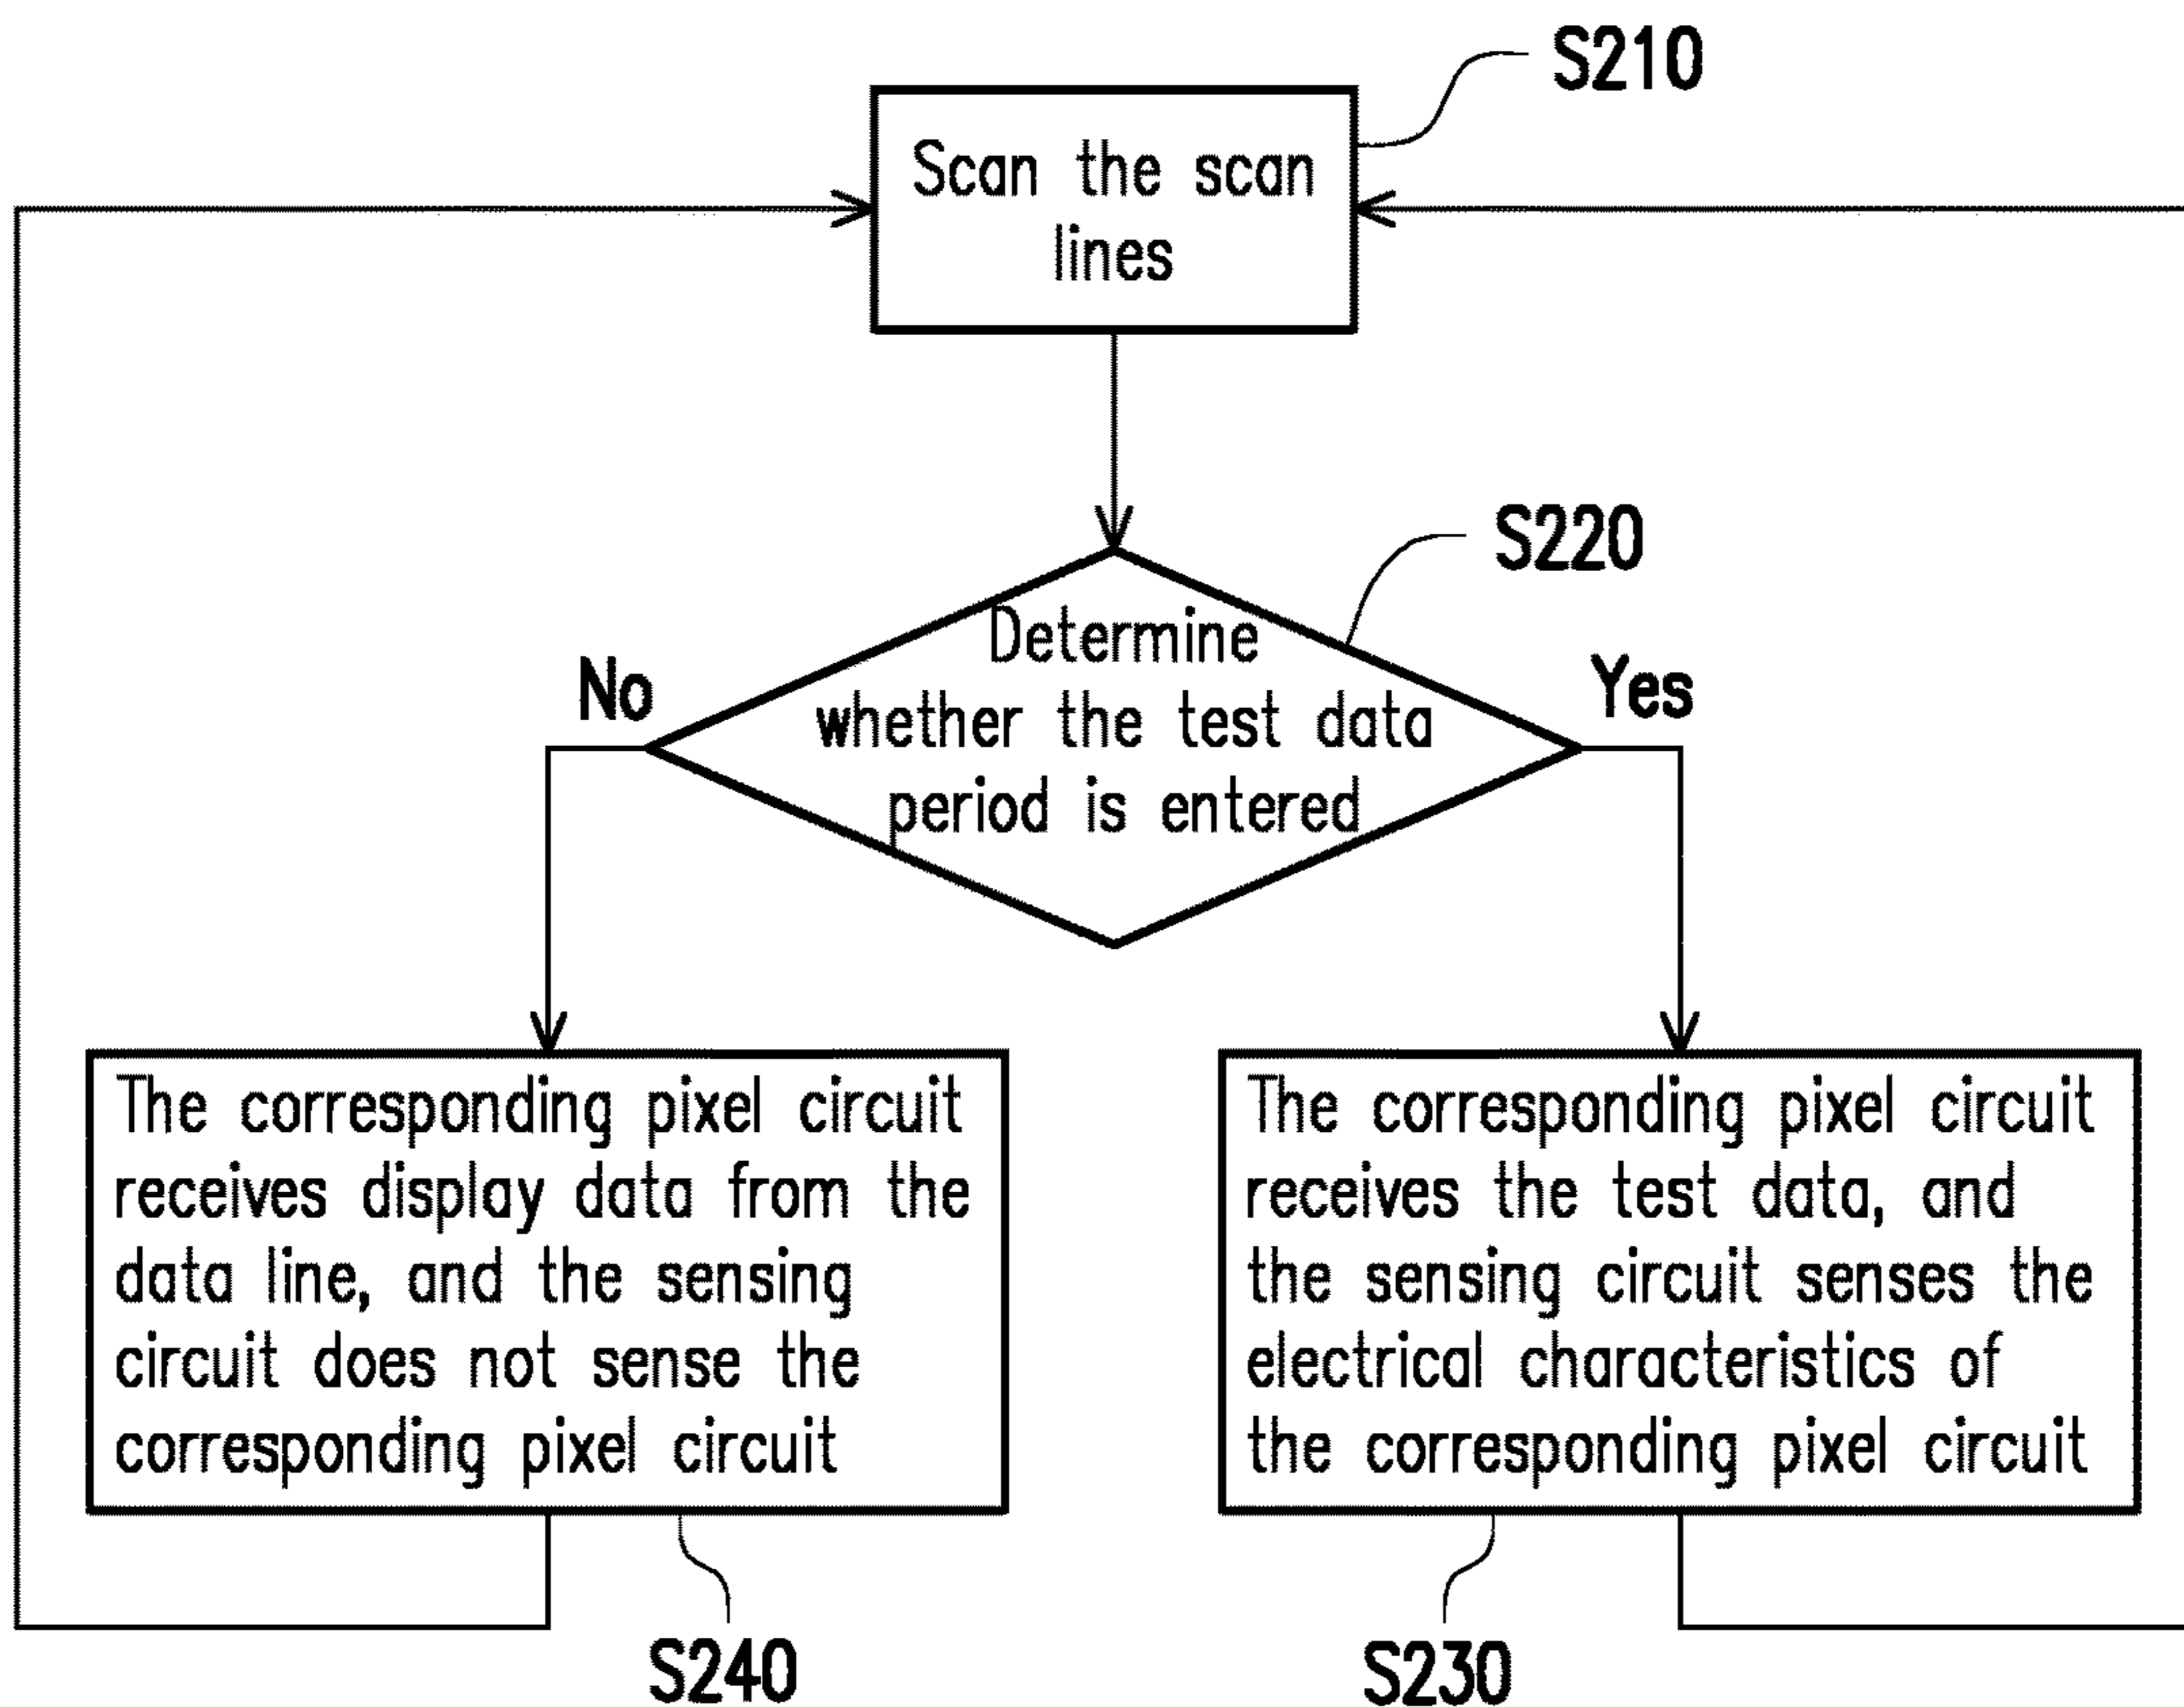 S210
Scan the scan
lines
S220
Determine
whether the test data
period is entered
No
Yes
The corresponding pixel circuit
receives display data from the
data line, and the sensing
circuit does not sense the
corresponding pixel circuit
S240
The corresponding pixel circuit
receives the test data, and
the sensing circuit senses the
electrical characteristics of
the corresponding pixel circuit
S230